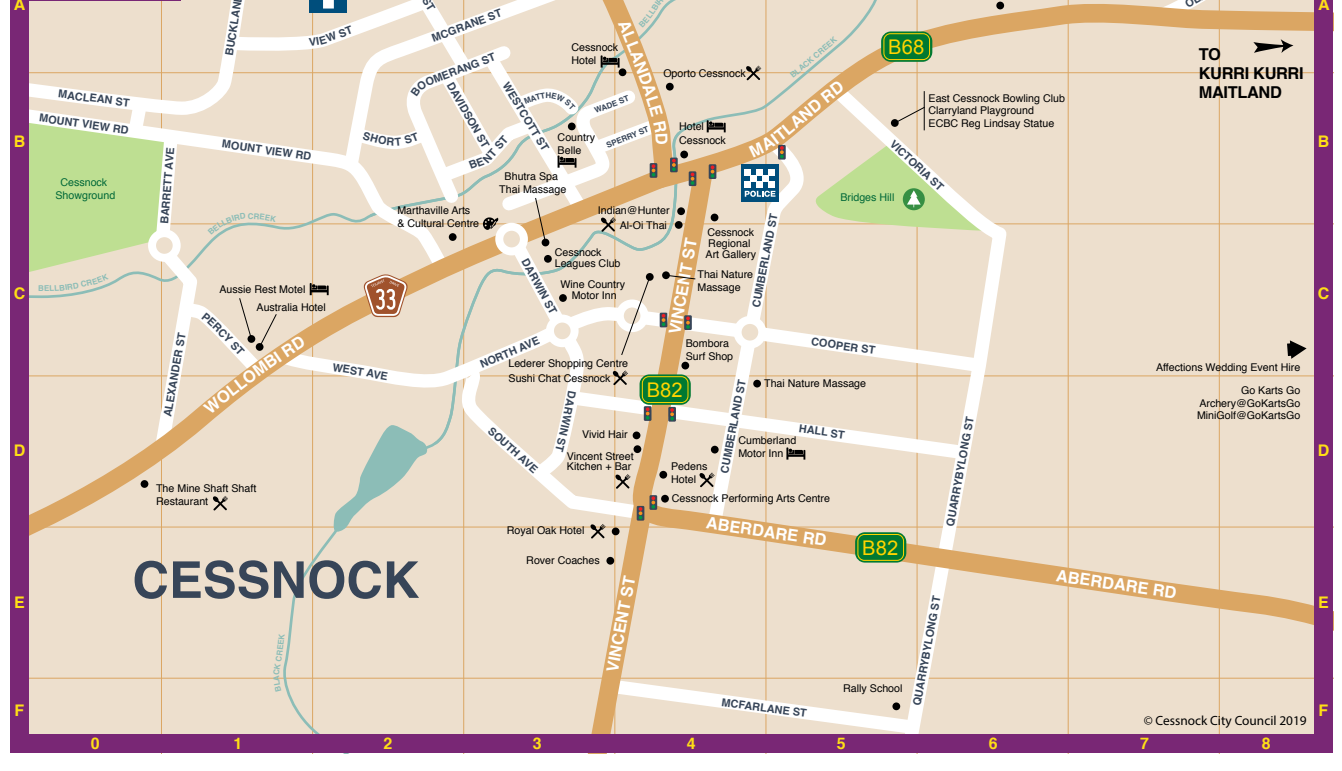 A
A
BUCKLAN
VIEW ST
ST
MCGRANE ST
ALLANDALE RD
BELLBIRD
BLACK CREEK
B68
TO
KURRI KURRI
MAITLAND
Cessnock
Hotel
Oporto Cessnock
BOOMERANG ST
MACLEAN ST
MOUNT VIEW RD
MOUNT VIEW RD
SHORT ST
DAVIDSON ST
WESTCOTT ST
MATTHEW ST
WADE ST
SPERRY ST
BENT ST
Country
Belle
Hotel
Cessnock
MAITLAND RD
East Cessnock Bowling Club
Clarryland Playground
ECBC Reg Lindsay Statue
B
B
VICTORIA ST
Cessnock
Showground
BARRETT AVE
Bhutra Spa
Thai Massage
POLICE
Bridges Hill
BELLBIRD CREEK
Marthaville Arts
& Cultural Centre
Indian@Hunter
Al-Oi Thai
Cessnock
Regional
Art Gallery
CUMBERLAND ST
VINCENT ST
Cessnock
Leagues Club
DARWIN ST
Wine Country
Motor Inn
Thai Nature
Massage
BELLBIRD CREEK
C
C
Aussie Rest Motel
Australia Hotel
33
PERCY ST
ALEXANDER ST
WOLLOMBI RD
WEST AVE
NORTH AVE
Lederer Shopping Centre
Sushi Chat Cessnock
Bombora
Surf Shop
COOPER ST
Affections Wedding Event Hire
B82
Thai Nature Massage
Go Karts Go
Archery@GoKartsGo
MiniGolf@GoKartsGo
DARWIN ST
CUMBERLAND ST
HALL ST
QUARRYBYLONG ST
D
D
SOUTH AVE
Vivid Hair
Vincent Street
Kitchen + Bar
Cumberland
Motor Inn
Pedens
Hotel
Cessnock Performing Arts Centre
The Mine Shaft Shaft
Restaurant
Royal Oak Hotel
ABERDARE RD
B82
Rover Coaches
CESSNOCK
ABERDARE RD
E
E
VINCENT ST
BLACK CREEK
QUARRYBYLONG ST
Rally School
MCFARLANE ST
F
F
© Cessnock City Council 2019
0 1 2 3 4 5 6 7 8